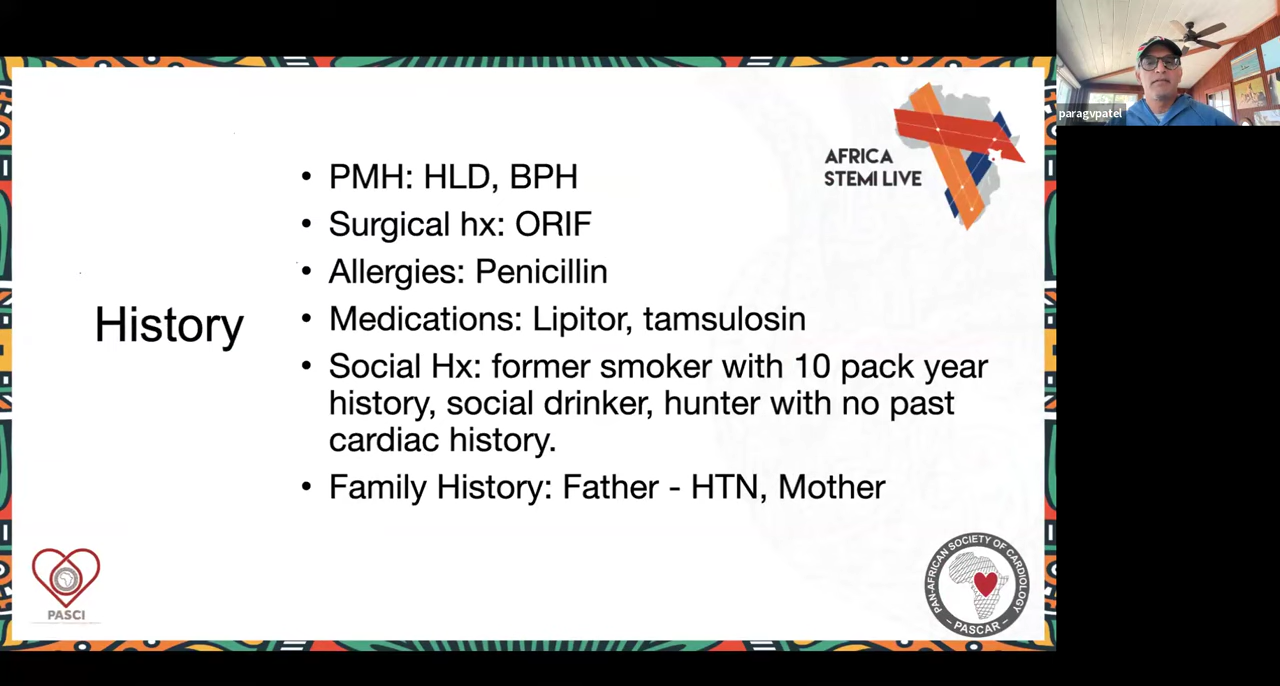 paragvpatel
AFRICA
STEMI LIVE
History
• PMH: HLD, BPH
• Surgical hx: ORIF
• Allergies: Penicillin
• Medications: Lipitor, tamsulosin
• Social Hx: former smoker with 10 pack year
history, social drinker, hunter with no past
cardiac history.
• Family History: Father - HTN, Mother
PASCI
PAN-AFRICAN SOCIETY OF CARDIOLOGY
- PASCAR -